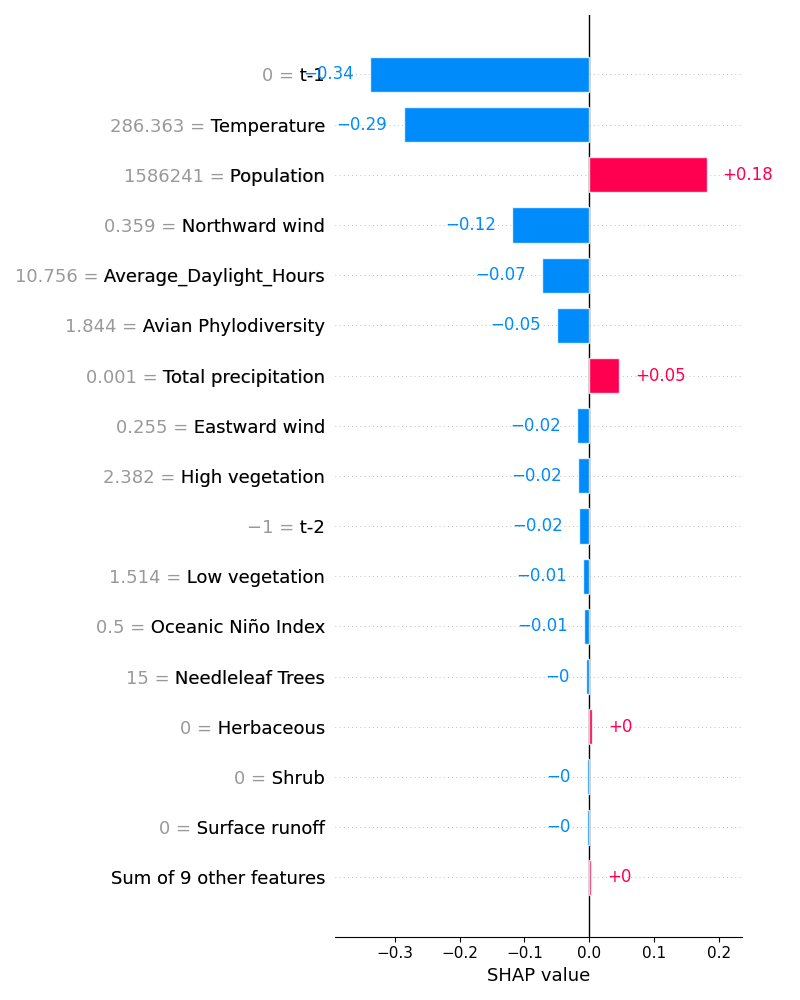 0 = t-1 −0.34
286.363 = Temperature −0.29
1586241 = Population +0.18
0.359 = Northward wind −0.12
10.756 = Average_Daylight_Hours −0.07
1.844 = Avian Phylodiversity −0.05
0.001 = Total precipitation +0.05
0.255 = Eastward wind −0.02
2.382 = High vegetation −0.02
−1 = t-2 −0.02
1.514 = Low vegetation −0.01
0.5 = Oceanic Niño Index −0.01
15 = Needleleaf Trees −0
0 = Herbaceous +0
0 = Shrub −0
0 = Surface runoff −0
Sum of 9 other features +0
−0.3 −0.2 −0.1 0.0 0.1 0.2
SHAP value